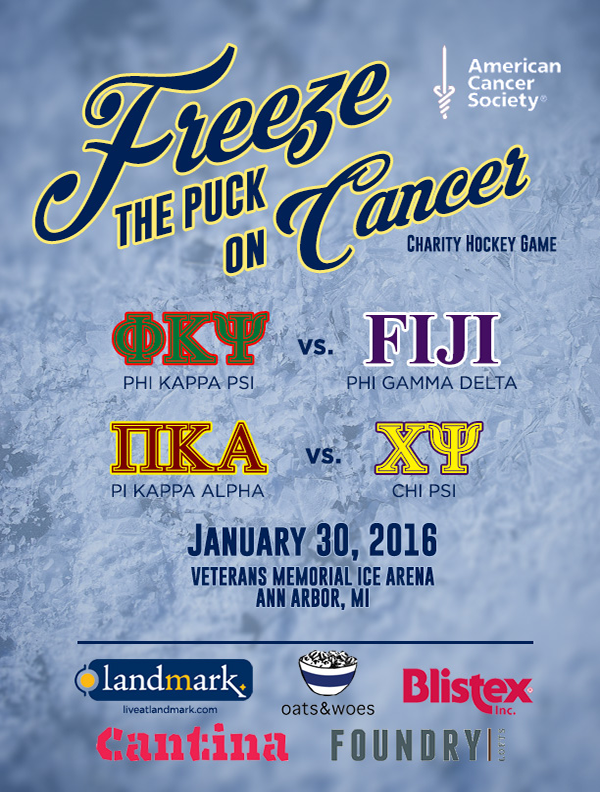 Freeze
THE PUCK
ON Cancer
CHARITY HOCKEY GAME
American
Cancer
Society®
ΦΚΨ vs. FIJI
PHI KAPPA PSI PHI GAMMA DELTA
ΠΚΑ vs. ΧΨ
PI KAPPA ALPHA CHI PSI
JANUARY 30, 2016
VETERANS MEMORIAL ICE ARENA
ANN ARBOR, MI
landmark.
liveatlandmark.com
oats&woes
Blistex®
Inc.
Cantina
FOUNDRY